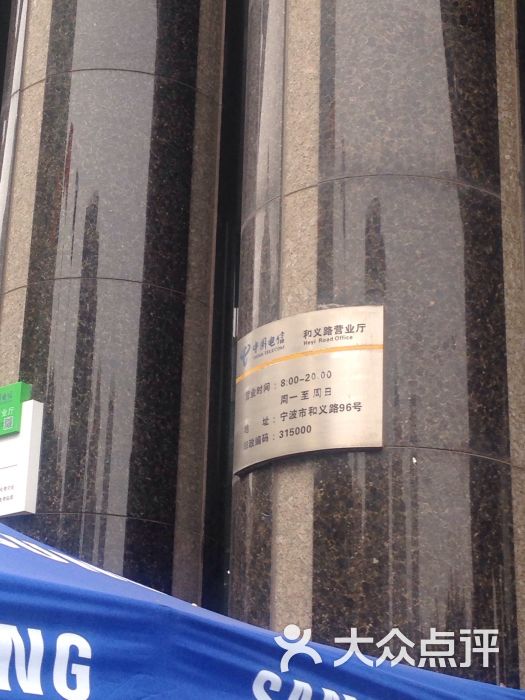 中国电信 和义路营业厅
CHINA TELECOM Heyi Road Office
营业时间：8:00-20:00
周一至周日
地 址：宁波市和义路96号
邮政编码：315000
业厅
NG
SAMS
大众点评